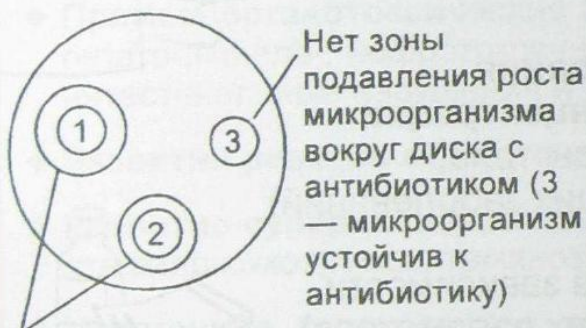 Нет зоны
подавления роста
микроорганизма
вокруг диска с
антибиотиком (3
— микроорганизм
устойчив к
антибиотику)
1
3
2